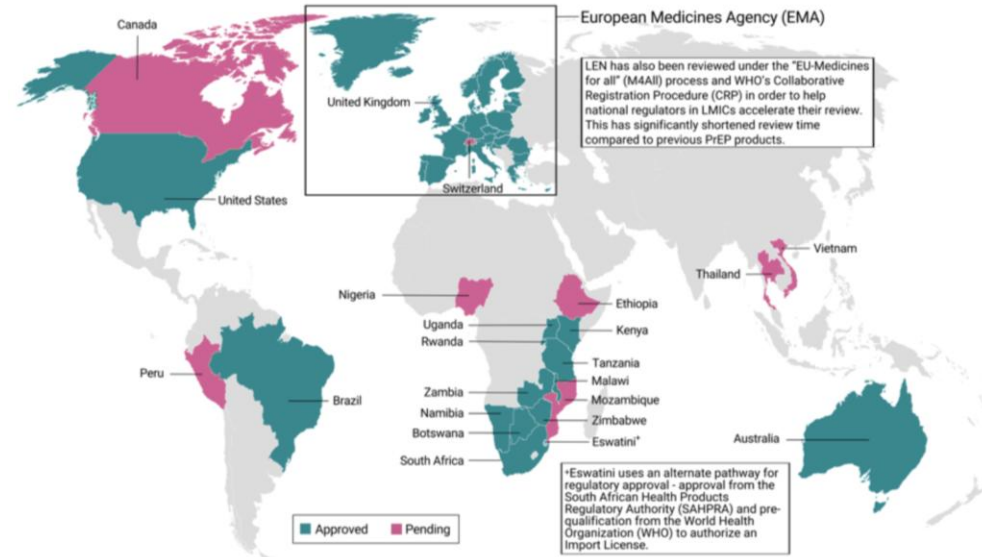 European Medicines Agency (EMA)
Canada
LEN has also been reviewed under the "EU-Medicines
for all" (M4All) process and WHO's Collaborative
Registration Procedure (CRP) in order to help
national regulators in LMICs accelerate their review.
This has significantly shortened review time
compared to previous PrEP products.
United Kingdom
Switzerland
United States
Vietnam
Thailand
Nigeria
Ethiopia
Uganda
Kenya
Rwanda
Tanzania
Peru
Malawi
Zambia
Mozambique
Brazil
Namibia
Zimbabwe
Botswana
Eswatini+
Australia
South Africa
+Eswatini uses an alternate pathway for
regulatory approval - approval from the
South African Health Products
Regulatory Authority (SAHPRA) and pre-
qualification from the World Health
Organization (WHO) to authorize an
Import License.
Approved
Pending